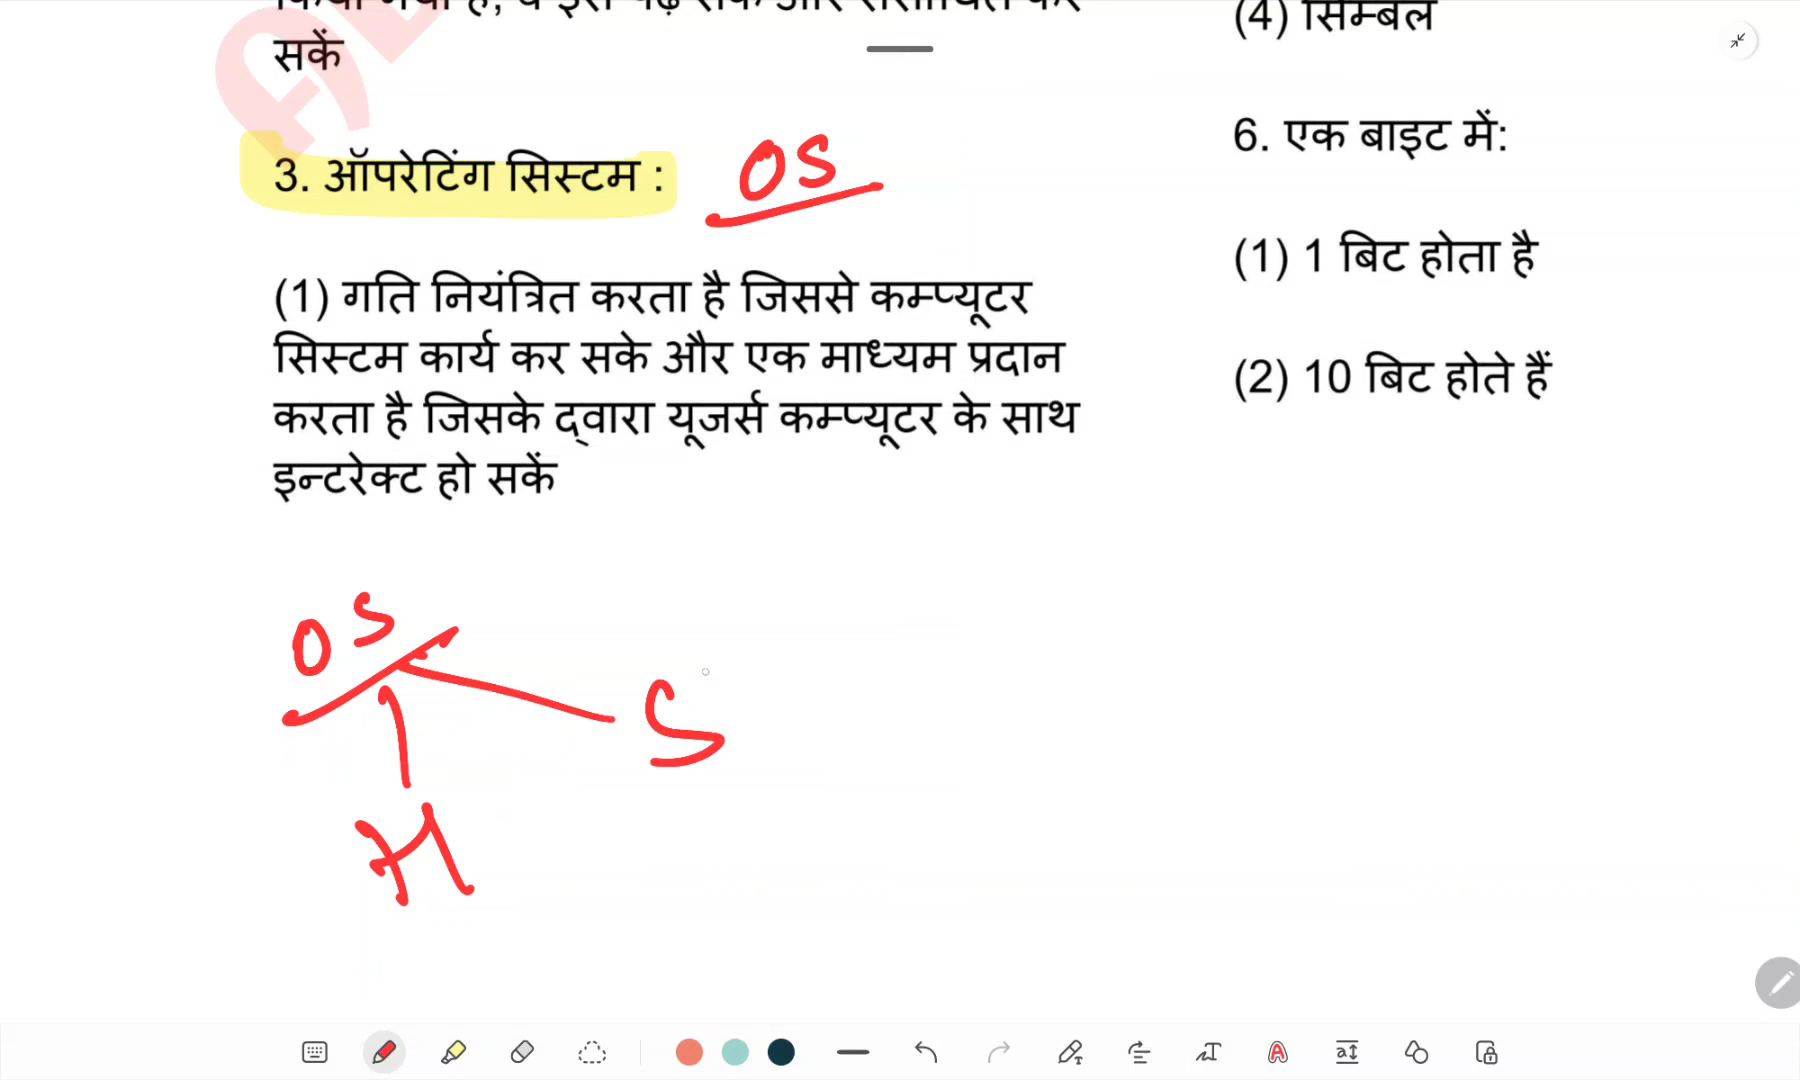 सकें
3. ऑपरेटिंग सिस्टम :
OS
(1) गति नियंत्रित करता है जिससे कम्प्यूटर
सिस्टम कार्य कर सके और एक माध्यम प्रदान
करता है जिसके द्वारा यूजर्स कम्प्यूटर के साथ
इन्टरेक्ट हो सकें
OS
S
H
(4) सिम्बल
6. एक बाइट में:
(1) 1 बिट होता है
(2) 10 बिट होते हैं